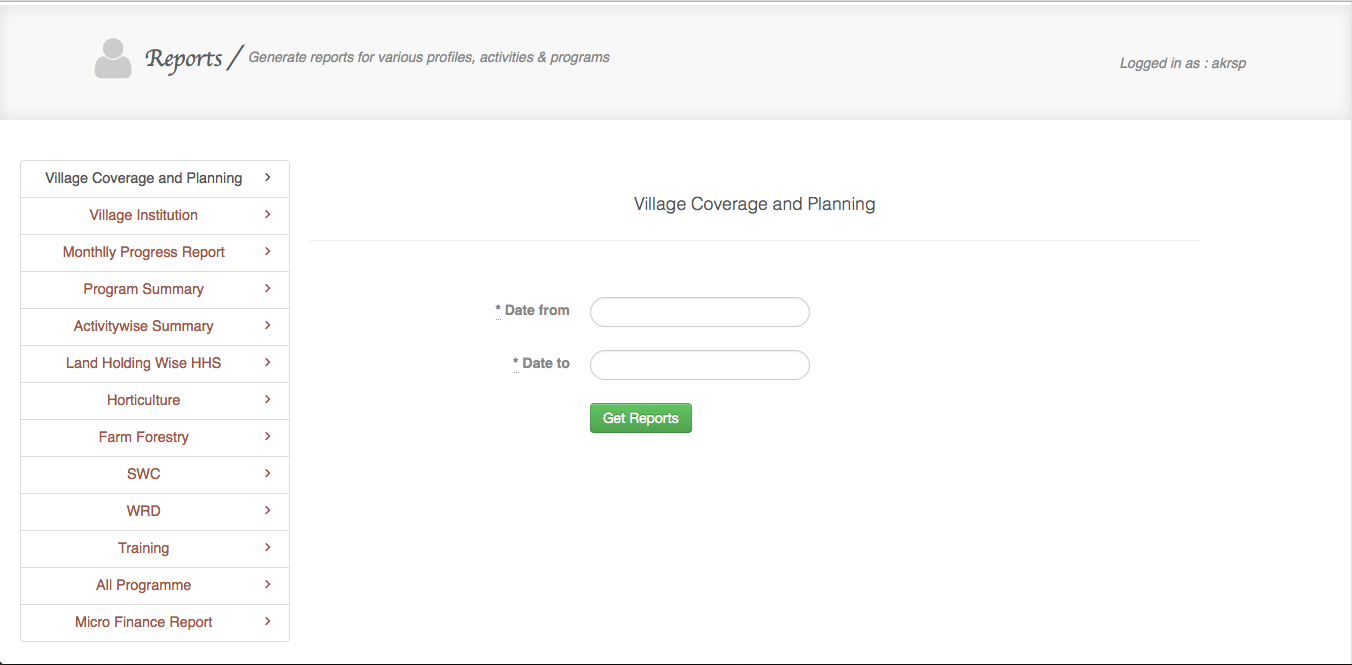 Reports / Generate reports for various profiles, activities & programs
Logged in as : akrsp
Village Coverage and Planning
Village Institution
Monthlly Progress Report
Program Summary
Activitywise Summary
Land Holding Wise HHS
Horticulture
Farm Forestry
SWC
WRD
Training
All Programme
Micro Finance Report
Village Coverage and Planning
* Date from
* Date to
Get Reports